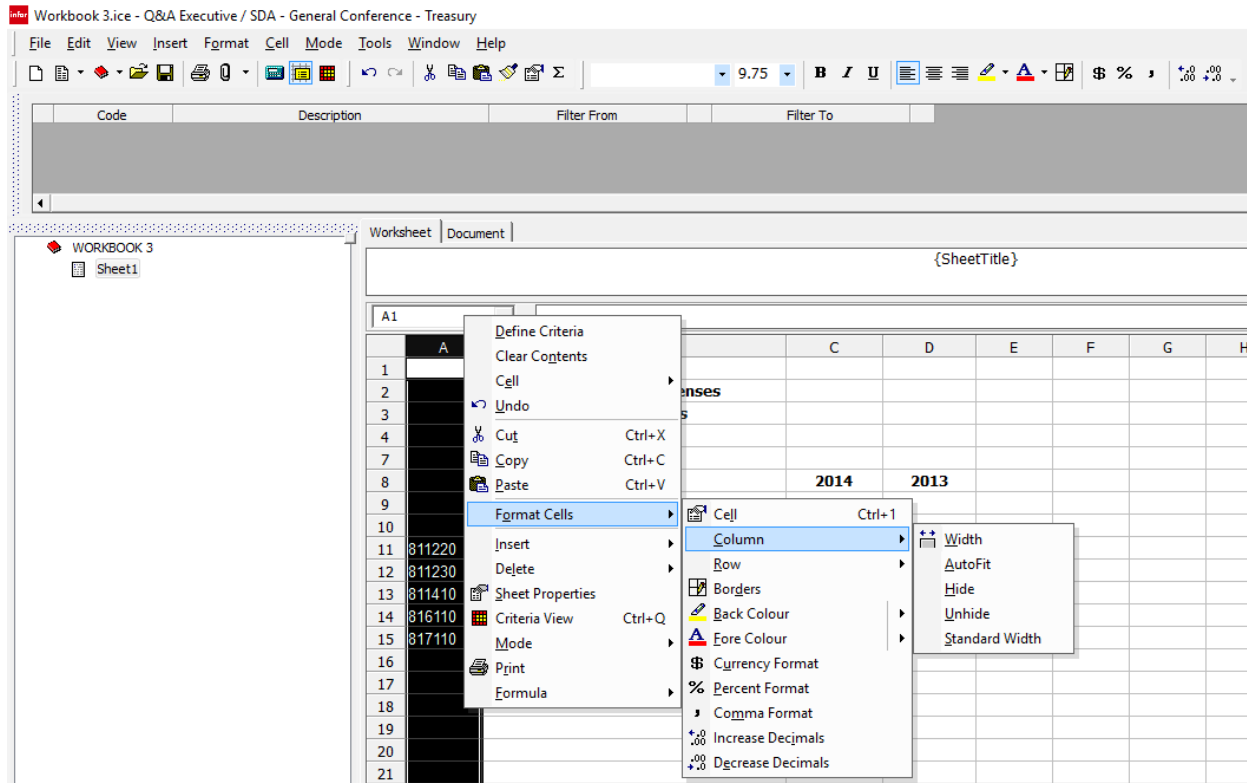 infor Workbook 3.ice - Q&A Executive / SDA - General Conference - Treasury
File Edit View Insert Format Cell Mode Tools Window Help
9.75 B I U $ % , .00 .00
Code Description Filter From Filter To
WORKBOOK 3
Sheet1
Worksheet Document
{SheetTitle}
A1
A C D E F G H
1
2 enses
3 s
4
7
8 2014 2013
9
10
11 811220
12 811230
13 811410
14 816110
15 817110
16
17
18
19
20
21
Define Criteria
Clear Contents
Cell
Undo
Cut Ctrl+X
Copy Ctrl+C
Paste Ctrl+V
Format Cells
Insert
Delete
Sheet Properties
Criteria View Ctrl+Q
Mode
Print
Formula
Cell Ctrl+1
Column
Row
Borders
Back Colour
Fore Colour
$ Currency Format
% Percent Format
, Comma Format
Increase Decimals
Decrease Decimals
Width
AutoFit
Hide
Unhide
Standard Width